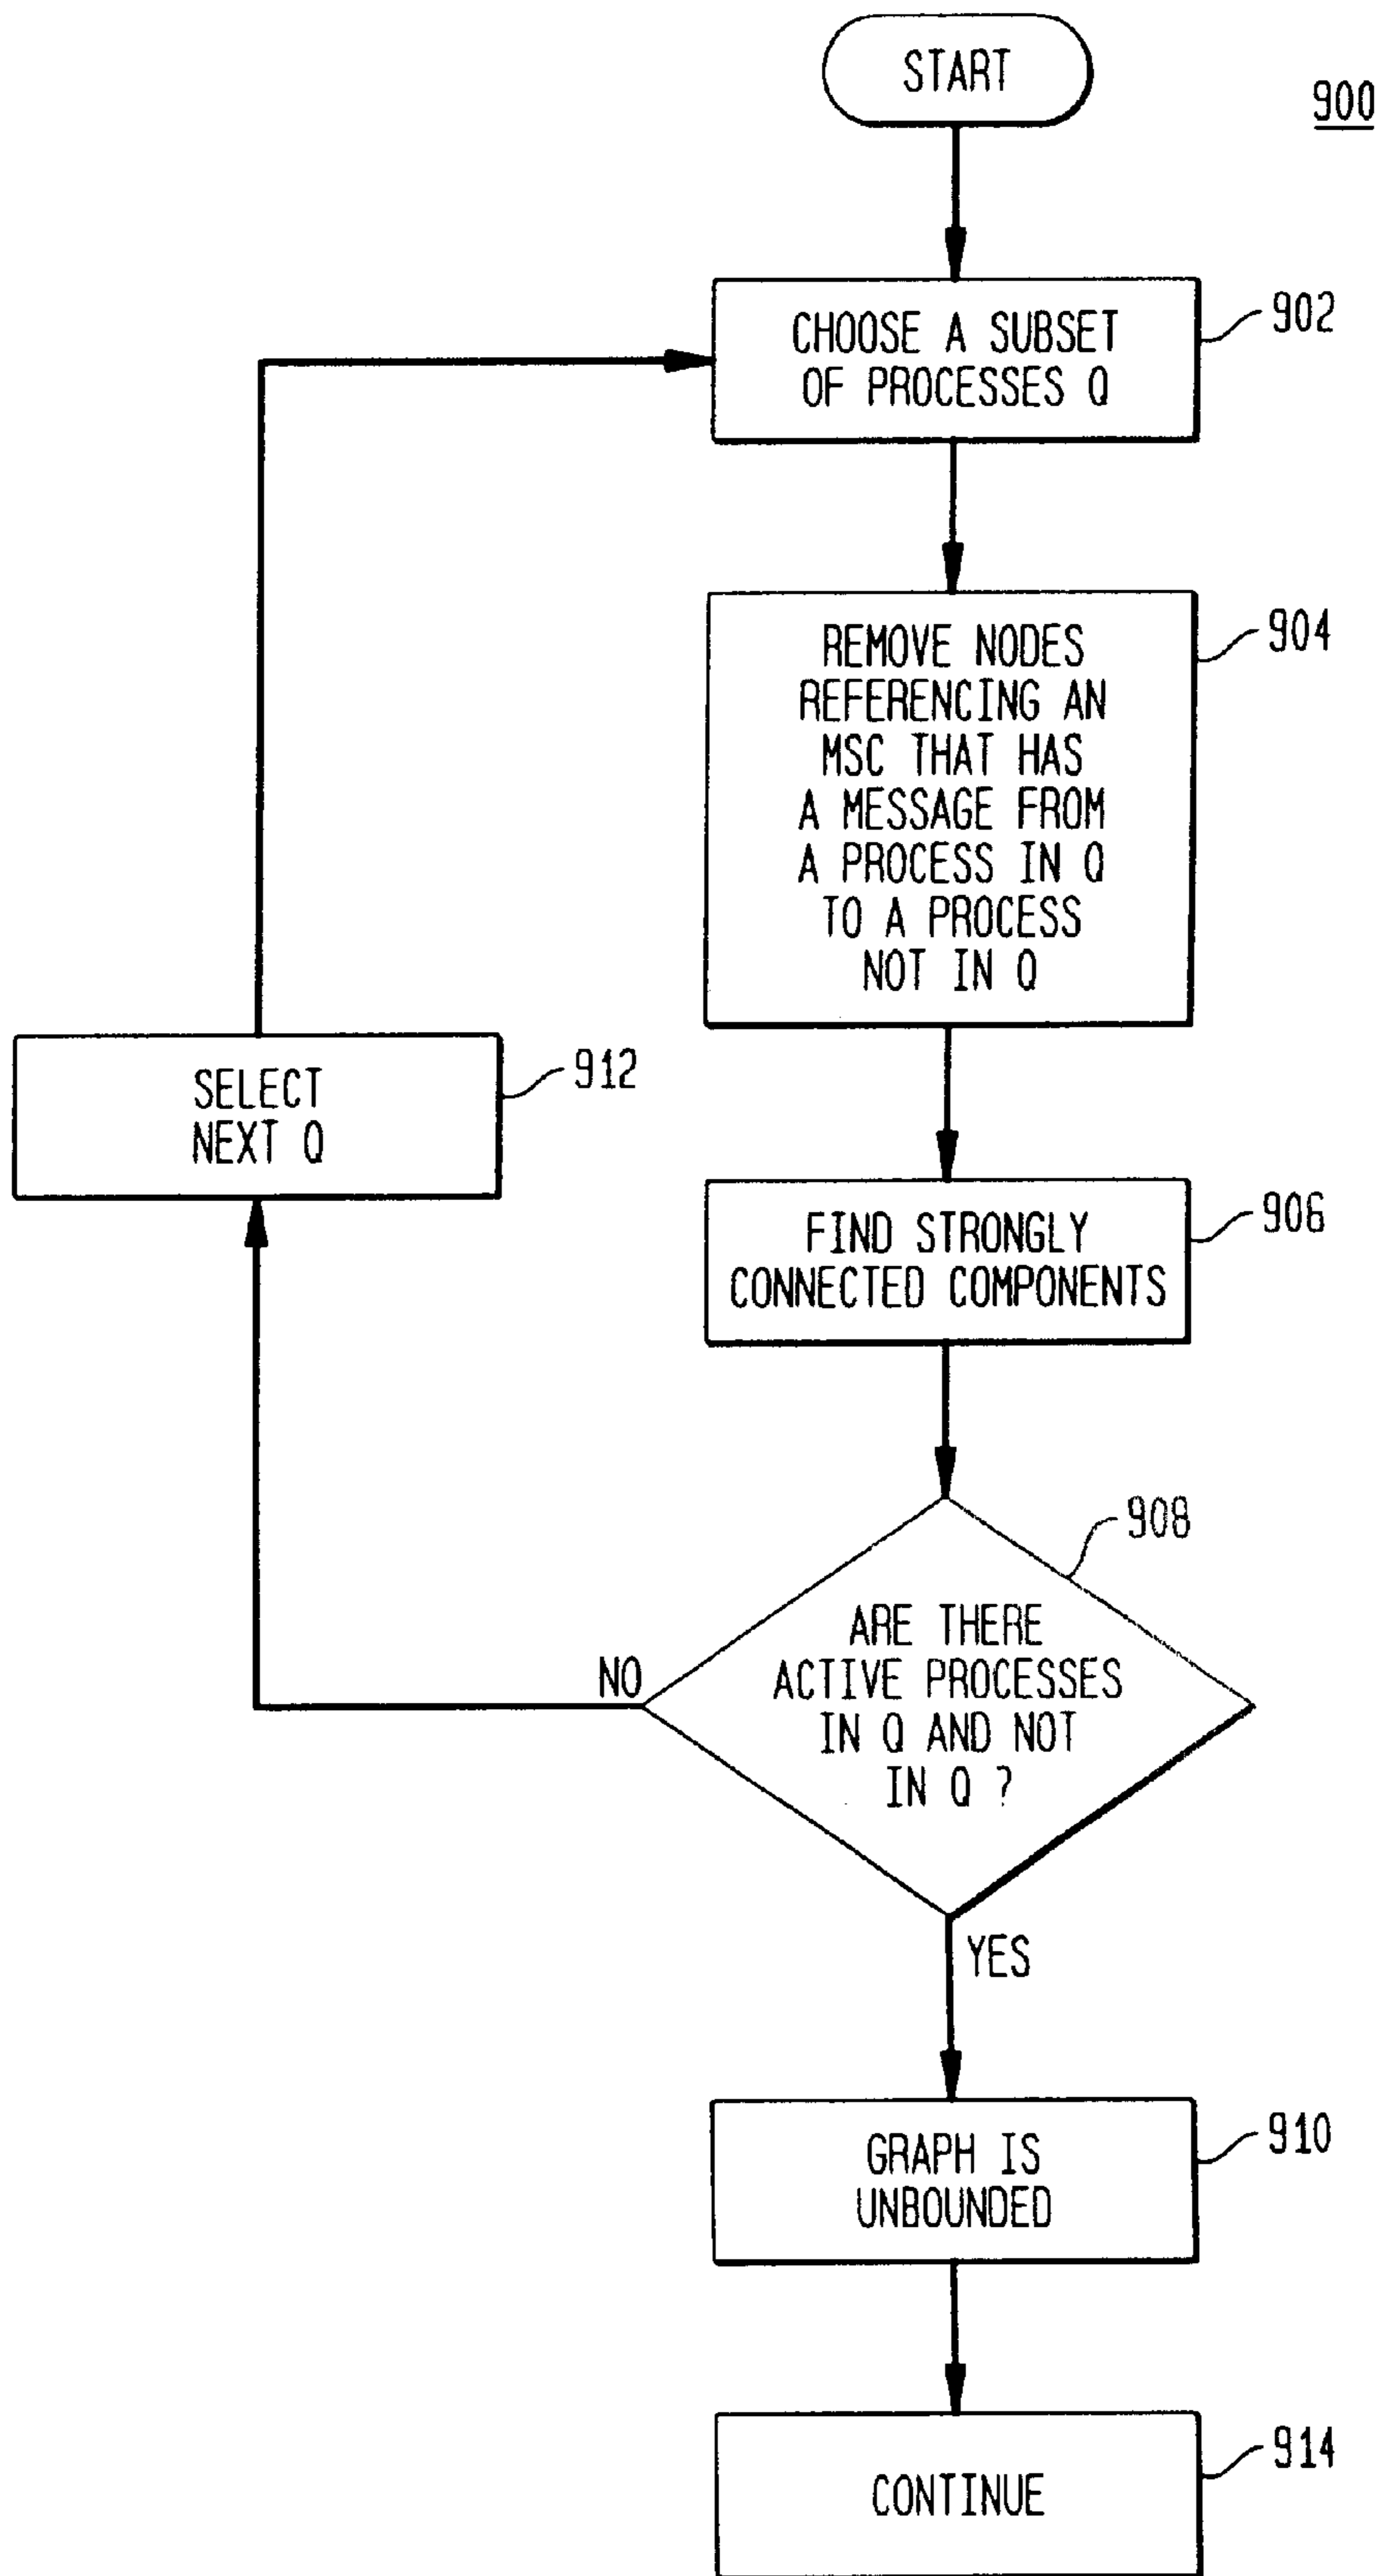 START
900
CHOOSE A SUBSET
OF PROCESSES Q
902
REMOVE NODES
REFERENCING AN
MSC THAT HAS
A MESSAGE FROM
A PROCESS IN Q
TO A PROCESS
NOT IN Q
904
SELECT
NEXT Q
912
FIND STRONGLY
CONNECTED COMPONENTS
906
ARE THERE
ACTIVE PROCESSES
IN Q AND NOT
IN Q ?
908
NO
YES
GRAPH IS
UNBOUNDED
910
CONTINUE
914